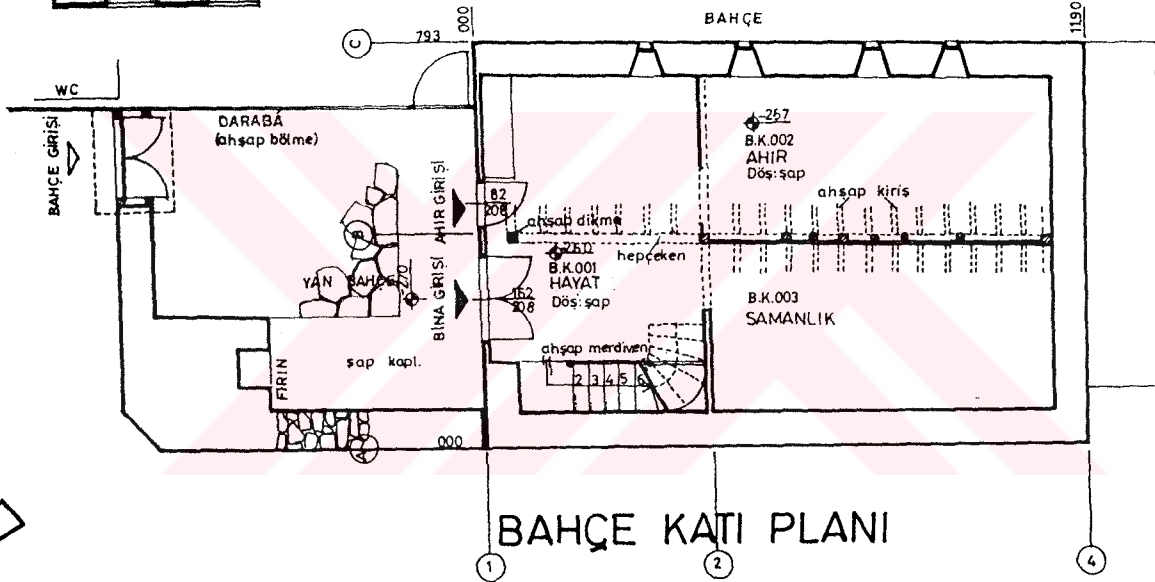 BAHÇE
000
1190
C
793
WC
BAHÇE GİRİŞİ
DARABA
(ahşap bölme)
-257
B.K.002
AHIR
Döş:şap
ahşap kiriş
AHIR GİRİŞİ
82
208
ahşap dikme
B
-260
hepçeken
B.K.001
HAYAT
Döş:şap
YAN BAHÇE
-270
BİNA GİRİŞİ
162
208
B.K.003
SAMANLIK
ahşap merdiven
şap kapl.
FIRIN
2 3 4 5 6
000
A
BAHÇE KATI PLANI
1
2
4